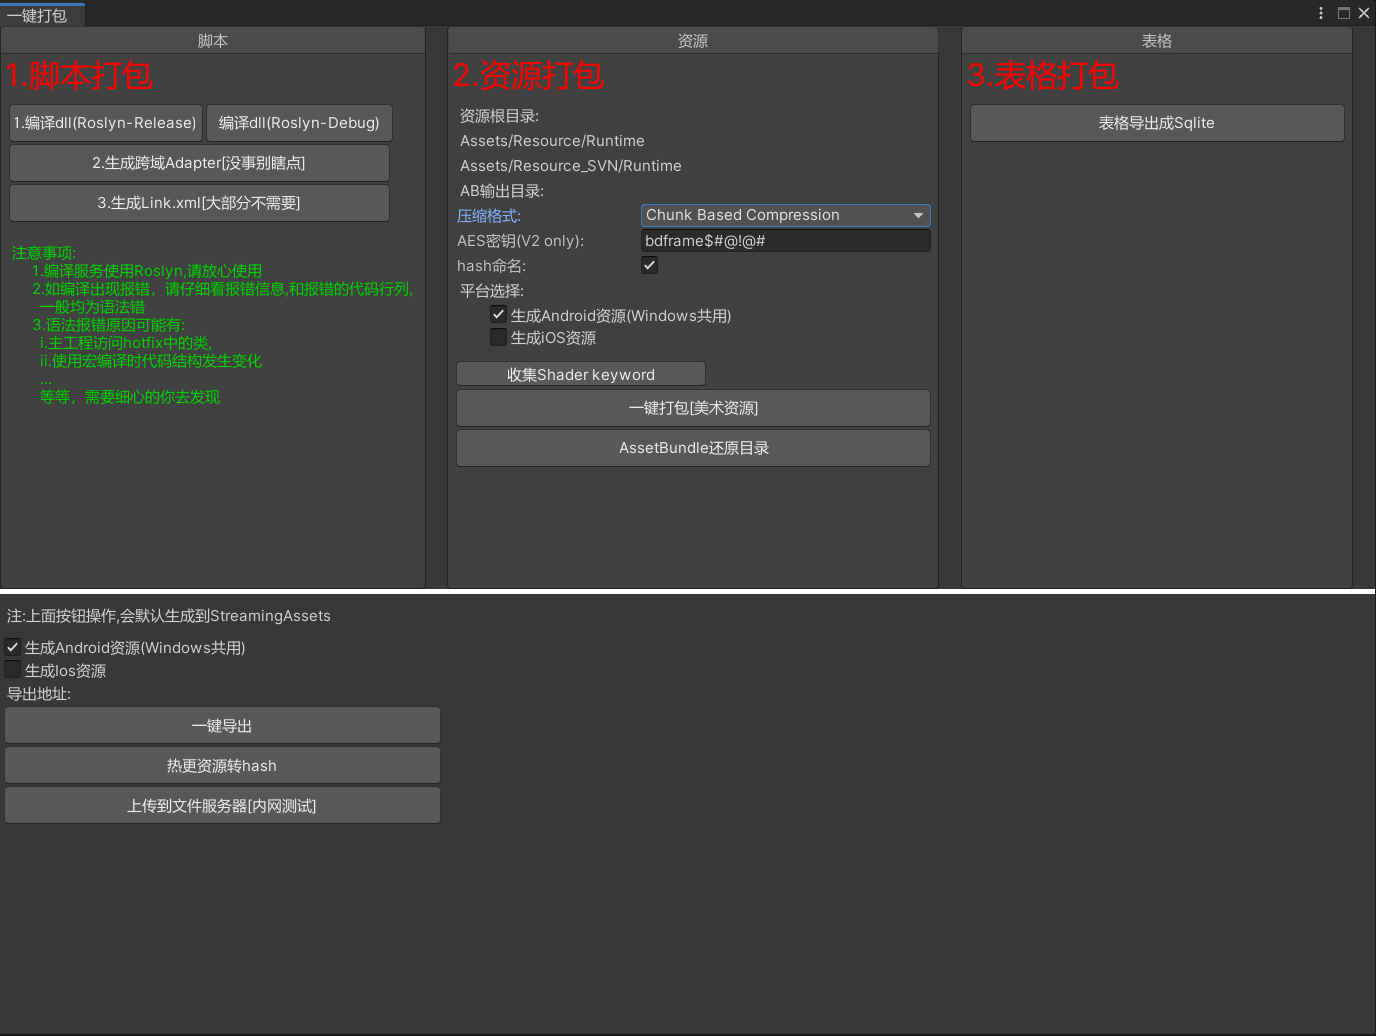 一键打包
脚本
1.脚本打包
1.编译dll(Roslyn-Release)
编译dll(Roslyn-Debug)
2.生成跨域Adapter[没事别瞎点]
3.生成Link.xml[大部分不需要]
注意事项:
1.编译服务使用Roslyn,请放心使用
2.如编译出现报错，请仔细看报错信息,和报错的代码行列,
一般均为语法错
3.语法报错原因可能有:
i.主工程访问hotfix中的类,
ii.使用宏编译时代码结构发生变化
...
等等，需要细心的你去发现
资源
2.资源打包
资源根目录:
Assets/Resource/Runtime
Assets/Resource_SVN/Runtime
AB输出目录:
压缩格式: Chunk Based Compression
AES密钥(V2 only): bdframe$#@!@#
hash命名:
平台选择:
生成Android资源(Windows共用)
生成iOS资源
收集Shader keyword
一键打包[美术资源]
AssetBundle还原目录
表格
3.表格打包
表格导出成Sqlite
注:上面按钮操作,会默认生成到StreamingAssets
生成Android资源(Windows共用)
生成Ios资源
导出地址:
一键导出
热更资源转hash
上传到文件服务器[内网测试]